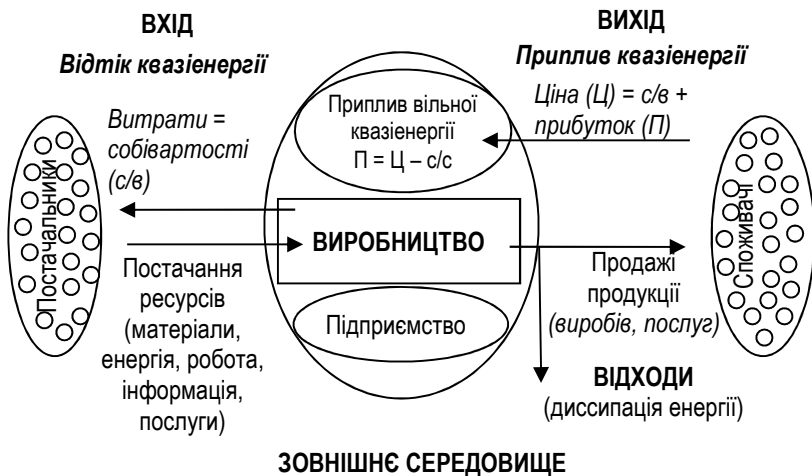 ВХІД
Відтік квазіенергії
Витрати =
собівартості
(с/в)
Постачальники
Постачання
ресурсів
(матеріали,
енергія, робота,
інформація,
послуги)
Приплив вільної
квазіенергії
П = Ц – с/с
ВИРОБНИЦТВО
Підприємство
ВИХІД
Приплив квазіенергії
Ціна (Ц) = с/в +
прибуток (П)
Споживачі
Продажі
продукції
(виробів, послуг)
ВІДХОДИ
(диссипація енергії)
ЗОВНІШНЄ СЕРЕДОВИЩЕ